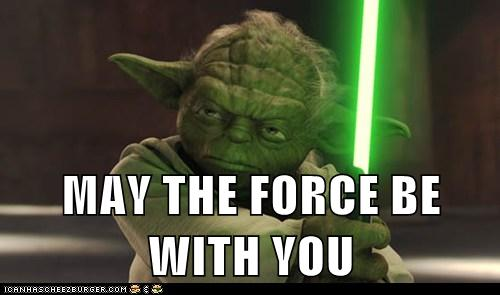 MAY THE FORCE BE
WITH YOU
ICANHASCHEEZBURGER.COM